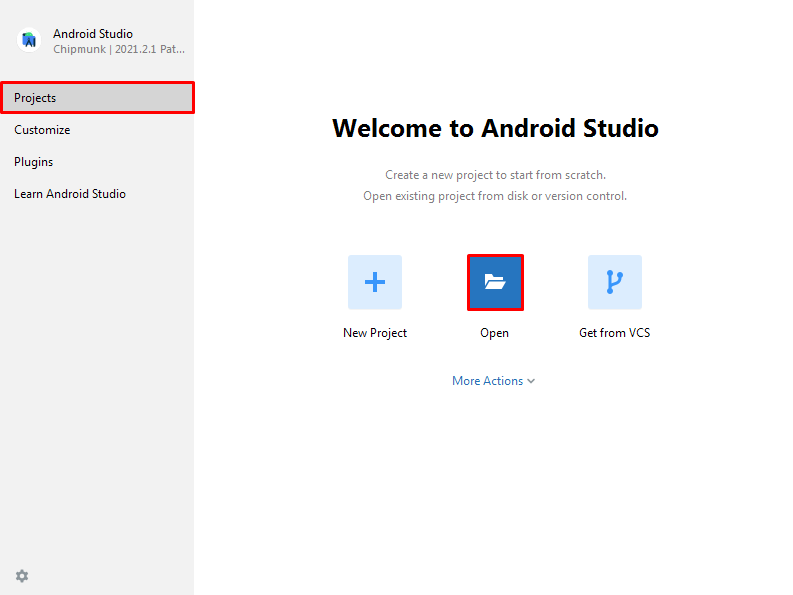 Android Studio
Chipmunk | 2021.2.1 Pat...
Projects
Customize
Plugins
Learn Android Studio
Welcome to Android Studio
Create a new project to start from scratch.
Open existing project from disk or version control.
New Project
Open
Get from VCS
More Actions